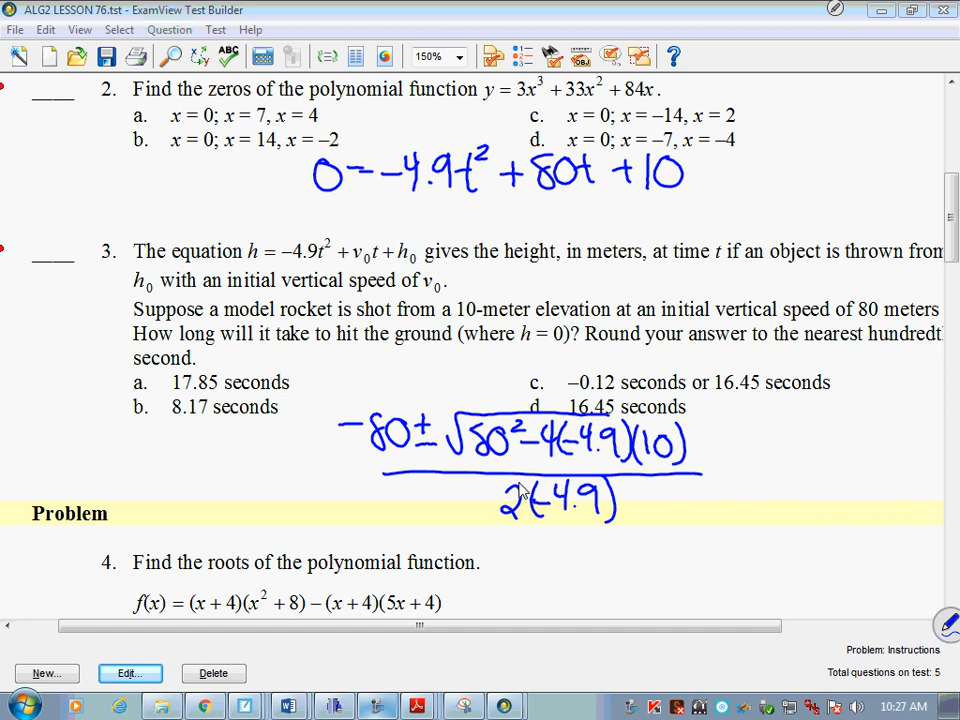 ALG2 LESSON 76.tst - ExamView Test Builder
File Edit View Select Question Test Help
ABC 150% OBJ ?
2. Find the zeros of the polynomial function y = 3x³ + 33x² + 84x.
a. x = 0; x = 7, x = 4
c. x = 0; x = –14, x = 2
b. x = 0; x = 14, x = –2
d. x = 0; x = –7, x = –4
0 = -4.9t² + 80t + 10
3. The equation h = –4.9t² + v₀t + h₀ gives the height, in meters, at time t if an object is thrown from
h₀ with an initial vertical speed of v₀.
Suppose a model rocket is shot from a 10-meter elevation at an initial vertical speed of 80 meters
How long will it take to hit the ground (where h = 0)? Round your answer to the nearest hundredt
second.
a. 17.85 seconds
c. –0.12 seconds or 16.45 seconds
b. 8.17 seconds
d. 16.45 seconds
-80 ± √80² - 4(-4.9)(10)
2(-4.9)
Problem
4. Find the roots of the polynomial function.
f(x) = (x + 4)(x² + 8) – (x + 4)(5x + 4)
Problem: Instructions
New... Edit... Delete
Total questions on test: 5
10:27 AM